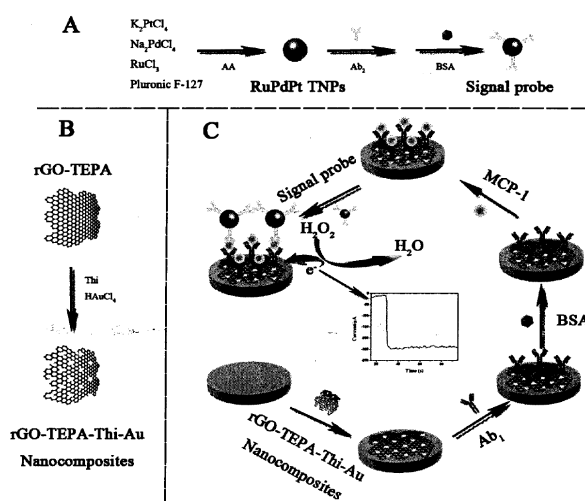 A
K₂PtCl₄
Na₂PdCl₄
RuCl₃
Pluronic F-127
AA
RuPdPt TNPs
Ab₂
BSA
Signal probe
B
rGO-TEPA
Thi
HAuCl₄
rGO-TEPA-Thi-Au
Nanocomposites
C
Signal probe
MCP-1
H₂O₂
H₂O
e⁻
Time (s)
BSA
Ab₁
rGO-TEPA-Thi-Au
Nanocomposites